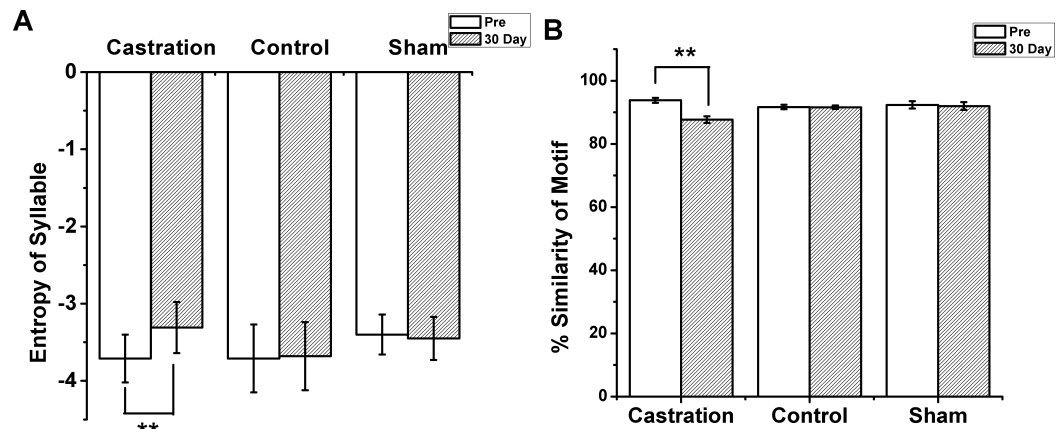 A
Pre
30 Day
Castration Control Sham
0
-1
-2
-3
-4
Entropy of Syllable
**
B
Pre
30 Day
**
100
80
60
40
20
0
% Similarity of Motif
Castration Control Sham